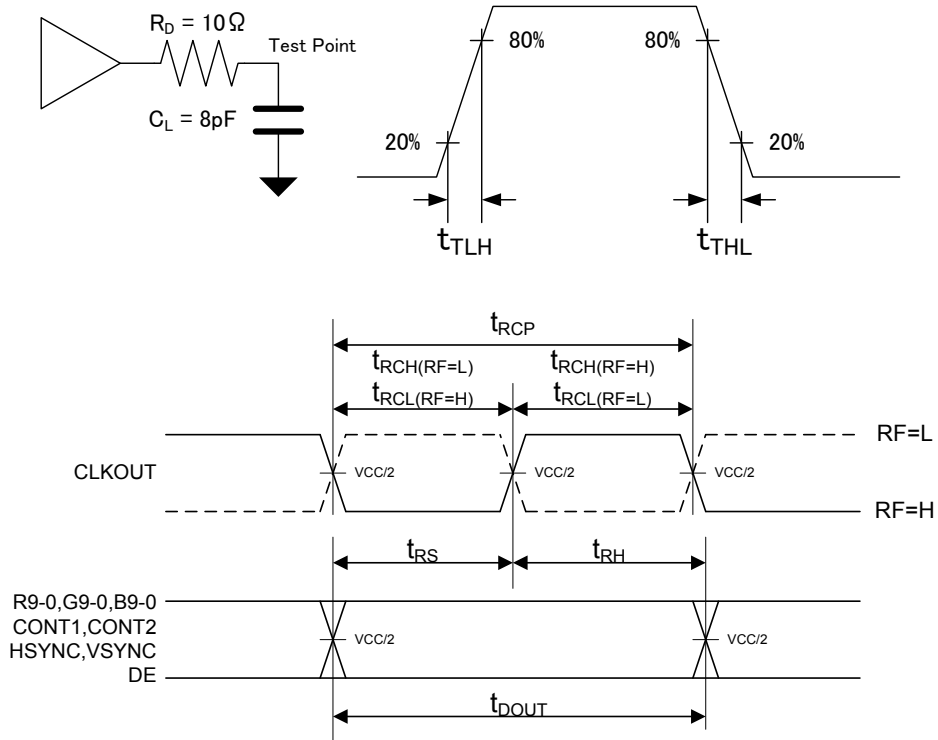 R_D = 10Ω
Test Point
C_L = 8pF
80% 80%
20% 20%
t_TLH t_THL
t_RCP
t_RCH(RF=L) t_RCH(RF=H)
t_RCL(RF=H) t_RCL(RF=L)
RF=L
CLKOUT VCC/2 VCC/2 VCC/2
RF=H
t_RS t_RH
R9-0,G9-0,B9-0
CONT1,CONT2
VCC/2 VCC/2
HSYNC,VSYNC
DE
t_DOUT